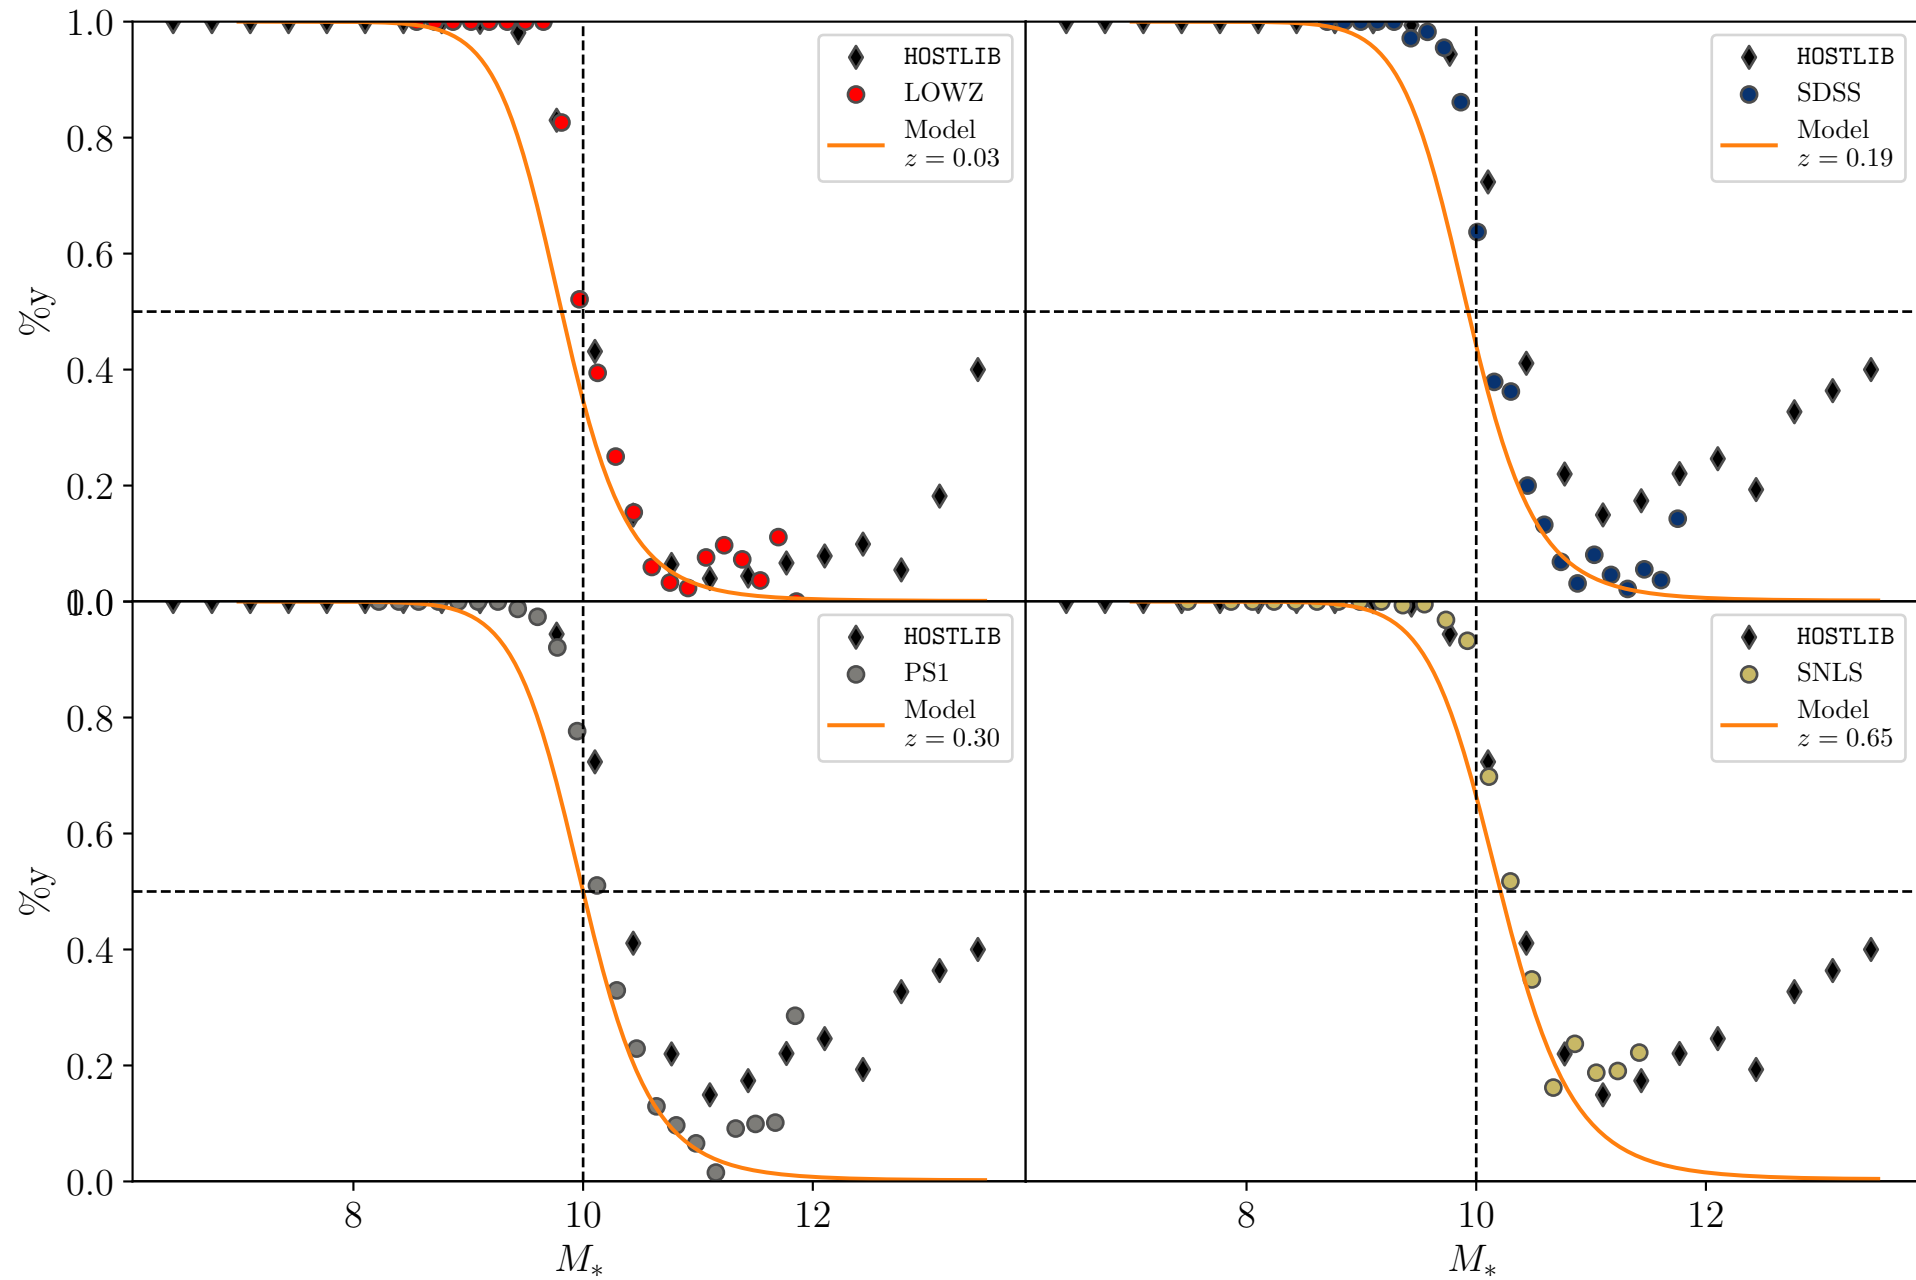 1.0
0.8
0.6
0.4
0.2
0.0
%y
HOSTLIB
LOWZ
Model
z = 0.03
HOSTLIB
SDSS
Model
z = 0.19
1.0
0.8
0.6
0.4
0.2
0.0
%y
HOSTLIB
PS1
Model
z = 0.30
HOSTLIB
SNLS
Model
z = 0.65
8 10 12
8 10 12
M*
M*